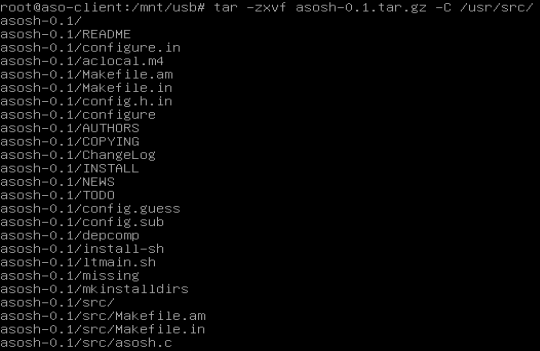 root@aso-client:/mnt/usb# tar -zxvf asosh-0.1.tar.gz -C /usr/src/
asosh-0.1/
asosh-0.1/README
asosh-0.1/configure.in
asosh-0.1/aclocal.m4
asosh-0.1/Makefile.am
asosh-0.1/Makefile.in
asosh-0.1/config.h.in
asosh-0.1/configure
asosh-0.1/AUTHORS
asosh-0.1/COPYING
asosh-0.1/ChangeLog
asosh-0.1/INSTALL
asosh-0.1/NEWS
asosh-0.1/TODO
asosh-0.1/config.guess
asosh-0.1/config.sub
asosh-0.1/depcomp
asosh-0.1/install-sh
asosh-0.1/ltmain.sh
asosh-0.1/missing
asosh-0.1/mkinstalldirs
asosh-0.1/src/
asosh-0.1/src/Makefile.am
asosh-0.1/src/Makefile.in
asosh-0.1/src/asosh.c